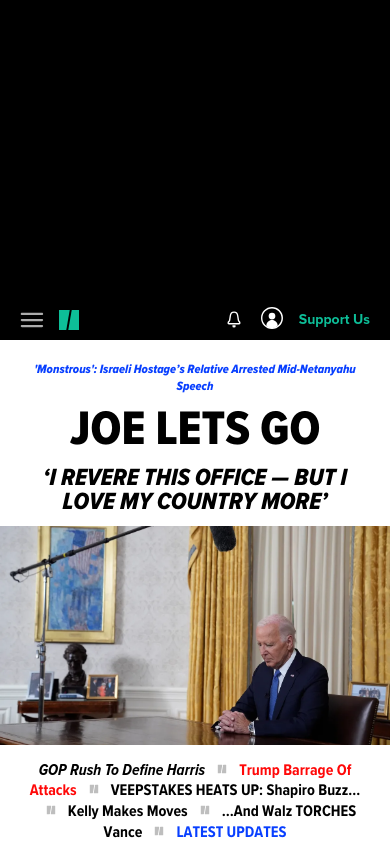 Support Us
'Monstrous': Israeli Hostage's Relative Arrested Mid-Netanyahu
Speech
JOE LETS GO
‘I REVERE THIS OFFICE — BUT I
LOVE MY COUNTRY MORE’
GOP Rush To Define Harris Trump Barrage Of
Attacks VEEPSTAKES HEATS UP: Shapiro Buzz...
Kelly Makes Moves ...And Walz TORCHES
Vance LATEST UPDATES